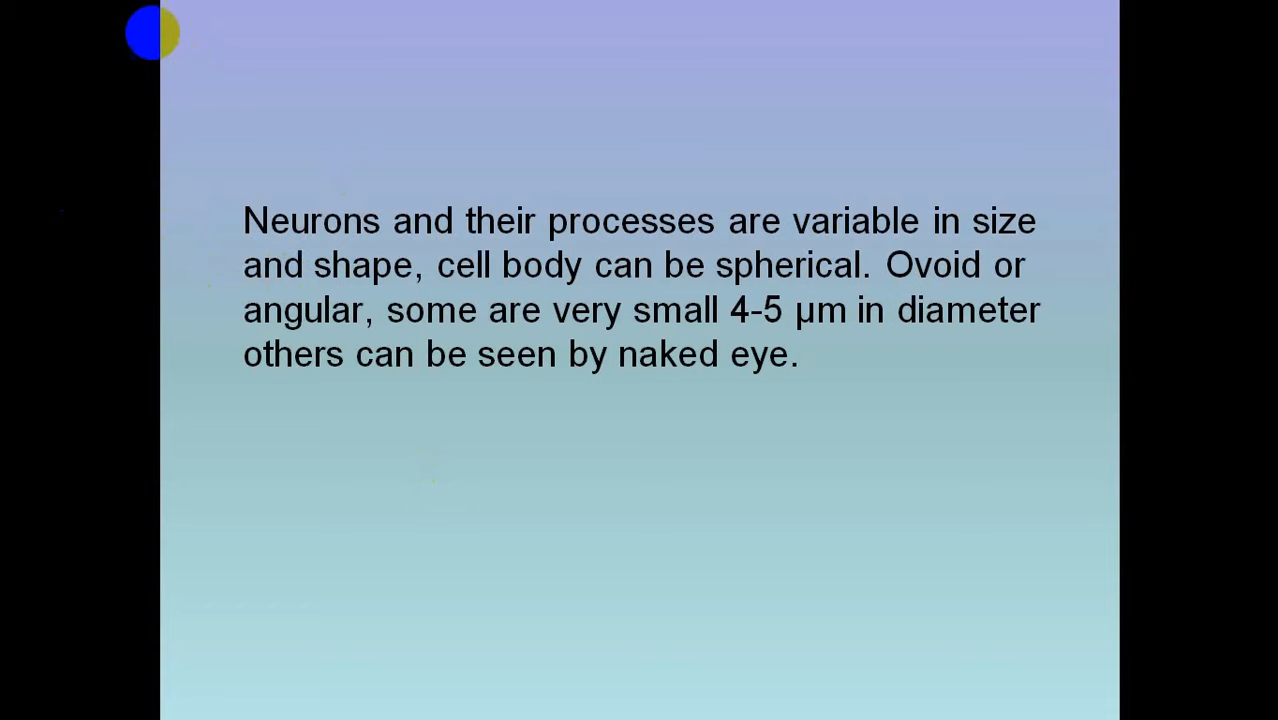 Neurons and their processes are variable in size
and shape, cell body can be spherical. Ovoid or
angular, some are very small 4-5 μm in diameter
others can be seen by naked eye.